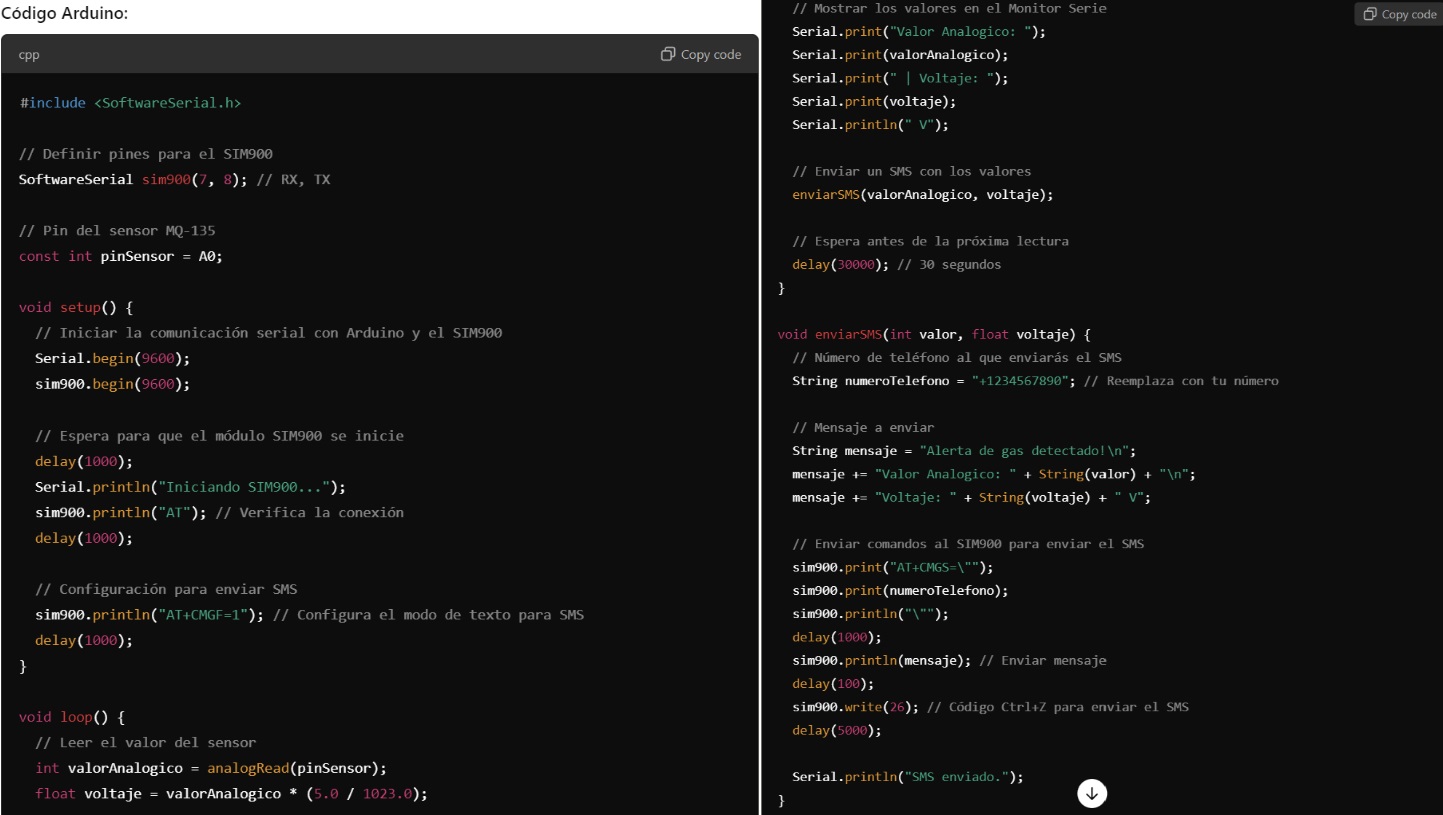 Código Arduino:
cpp
Copy code
#include <SoftwareSerial.h>
// Definir pines para el SIM900
SoftwareSerial sim900(7, 8); // RX, TX
// Pin del sensor MQ-135
const int pinSensor = A0;
void setup() {
// Iniciar la comunicación serial con Arduino y el SIM900
Serial.begin(9600);
sim900.begin(9600);
// Espera para que el módulo SIM900 se inicie
delay(1000);
Serial.println("Iniciando SIM900...");
sim900.println("AT"); // Verifica la conexión
delay(1000);
// Configuración para enviar SMS
sim900.println("AT+CMGF=1"); // Configura el modo de texto para SMS
delay(1000);
}
void loop() {
// Leer el valor del sensor
int valorAnalogico = analogRead(pinSensor);
float voltaje = valorAnalogico * (5.0 / 1023.0);
// Mostrar los valores en el Monitor Serie
Copy code
Serial.print("Valor Analogico: ");
Serial.print(valorAnalogico);
Serial.print(" | Voltaje: ");
Serial.print(voltaje);
Serial.println(" V");
// Enviar un SMS con los valores
enviarSMS(valorAnalogico, voltaje);
// Espera antes de la próxima lectura
delay(30000); // 30 segundos
}
void enviarSMS(int valor, float voltaje) {
// Número de teléfono al que enviarás el SMS
String numeroTelefono = "+1234567890"; // Reemplaza con tu número
// Mensaje a enviar
String mensaje = "Alerta de gas detectado!\n";
mensaje += "Valor Analogico: " + String(valor) + "\n";
mensaje += "Voltaje: " + String(voltaje) + " V";
// Enviar comandos al SIM900 para enviar el SMS
sim900.print("AT+CMGS=\"");
sim900.print(numeroTelefono);
sim900.println("\"");
delay(1000);
sim900.println(mensaje); // Enviar mensaje
delay(100);
sim900.write(26); // Código Ctrl+Z para enviar el SMS
delay(5000);
Serial.println("SMS enviado.");
}